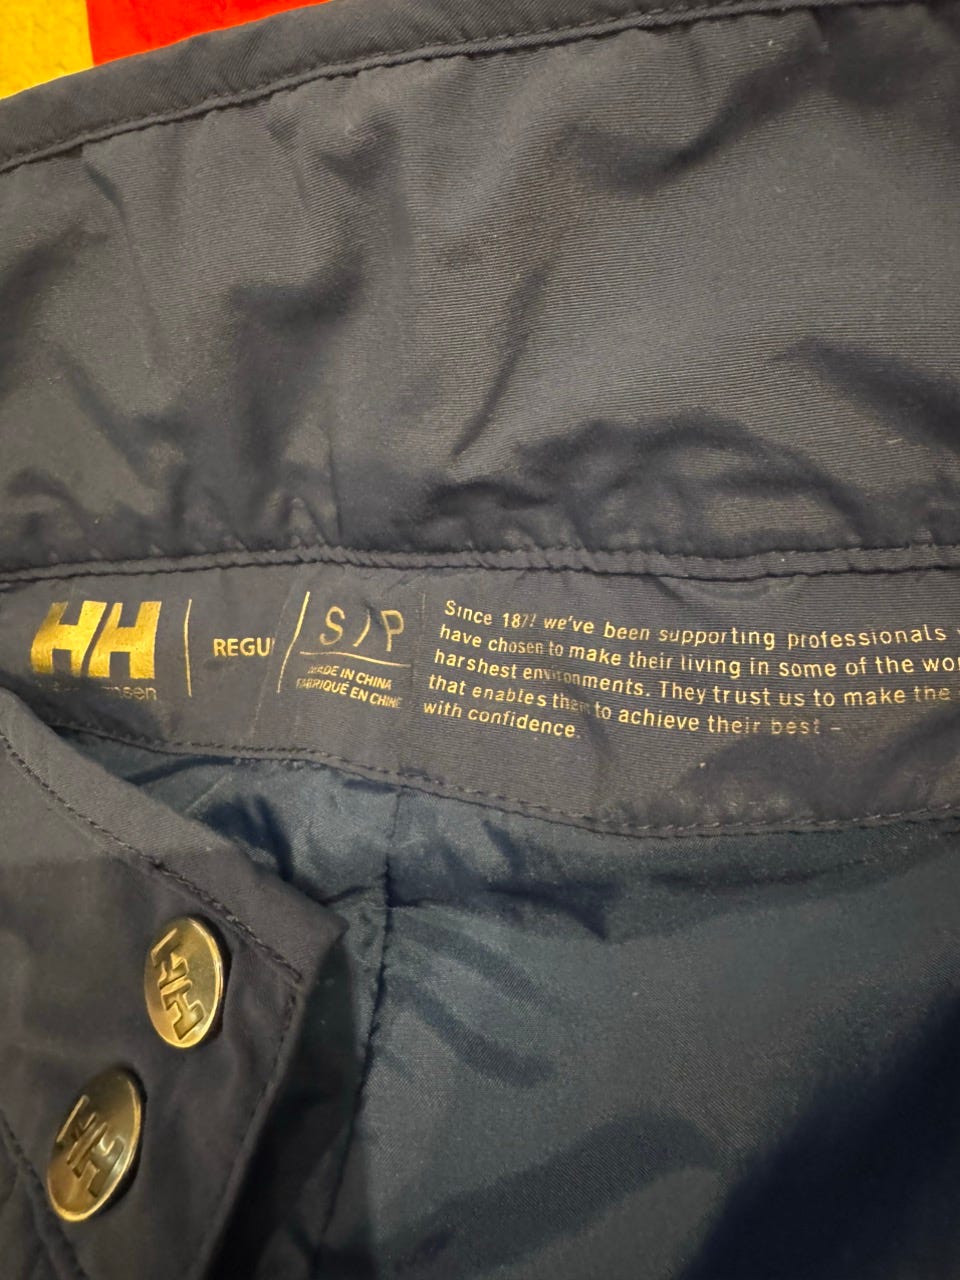 HH
REGU
S/P
MADE IN CHINA
FABRIQUÉ EN CHINE
Since 1877 we've been supporting professionals
have chosen to make their living in some of the
harshest environments. They trust us to make the
that enables them to achieve their best –
with confidence.
HH
HH